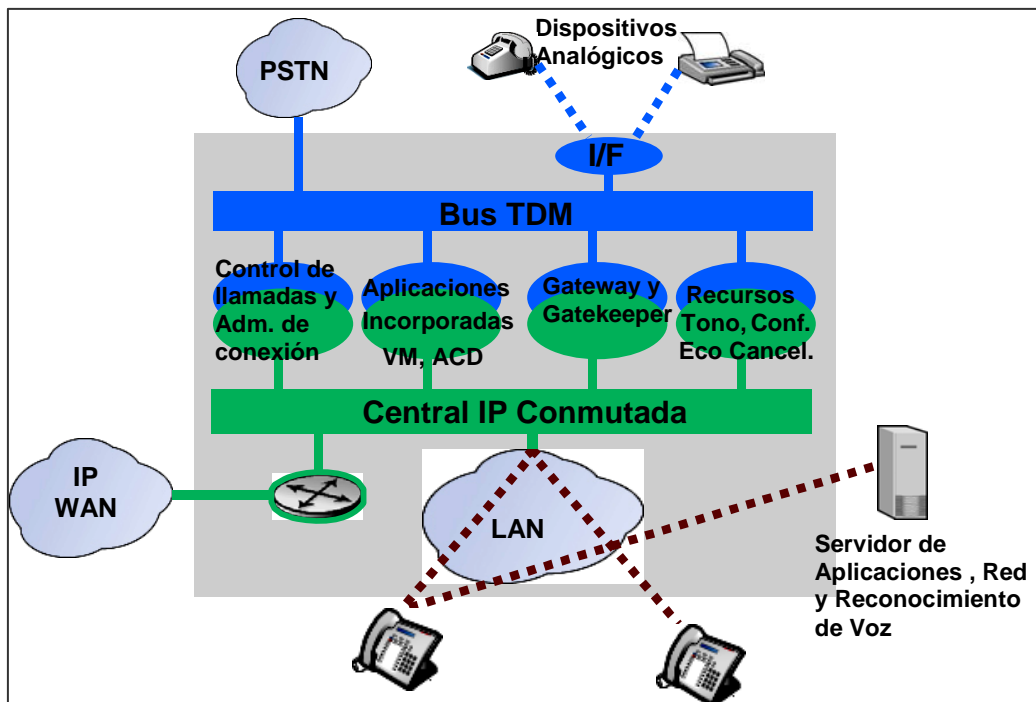 PSTN
Dispositivos
Analógicos
I/F
Bus TDM
Control de
llamadas y
Adm. de
conexión
Aplicaciones
Incorporadas
VM, ACD
Gateway y
Gatekeeper
Recursos
Tono, Conf.
Eco Cancel.
Central IP Conmutada
IP
WAN
LAN
Servidor de
Aplicaciones , Red
y Reconocimiento
de Voz